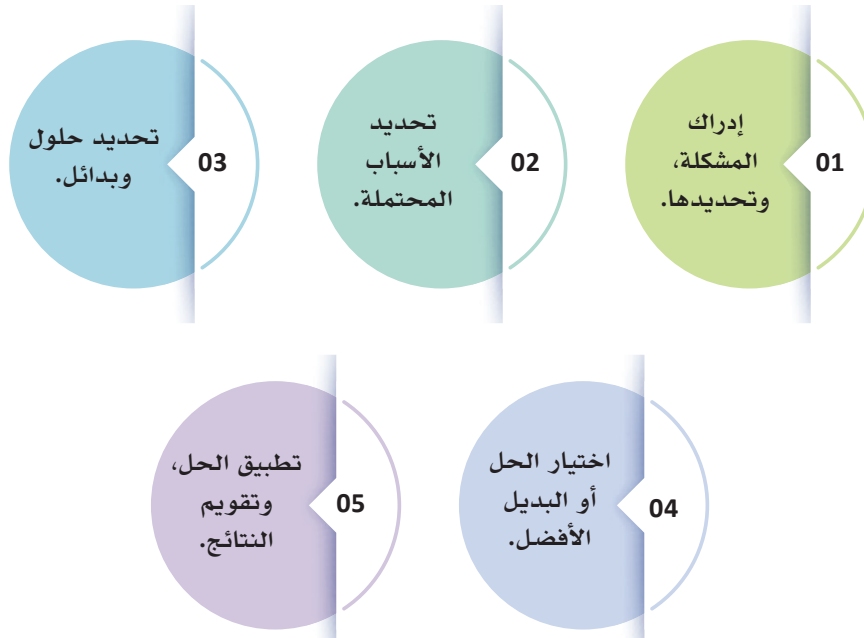 01
إدراك
المشكلة،
وتحديدها.
02
تحديد
الأسباب
المحتملة.
03
تحديد حلول
وبدائل.
04
اختيار الحل
أو البديل
الأفضل.
05
تطبيق الحل،
وتقويم
النتائج.